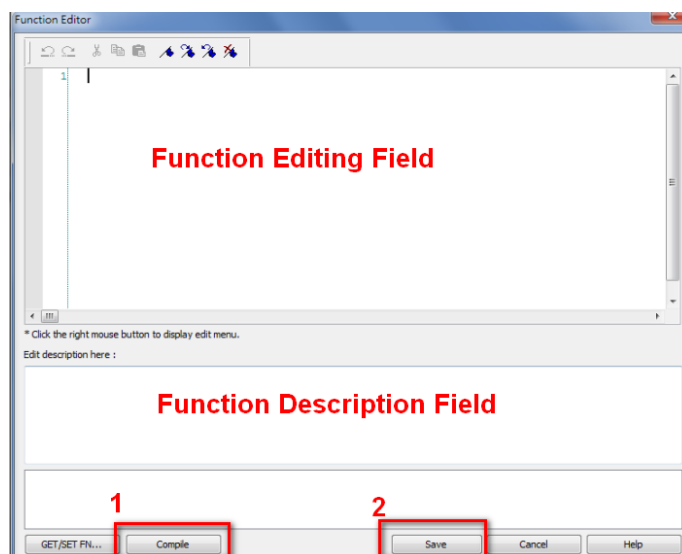 Function Editor
1
Function Editing Field
* Click the right mouse button to display edit menu.
Edit description here :
Function Description Field
1
2
GET/SET FN... Compile Save Cancel Help